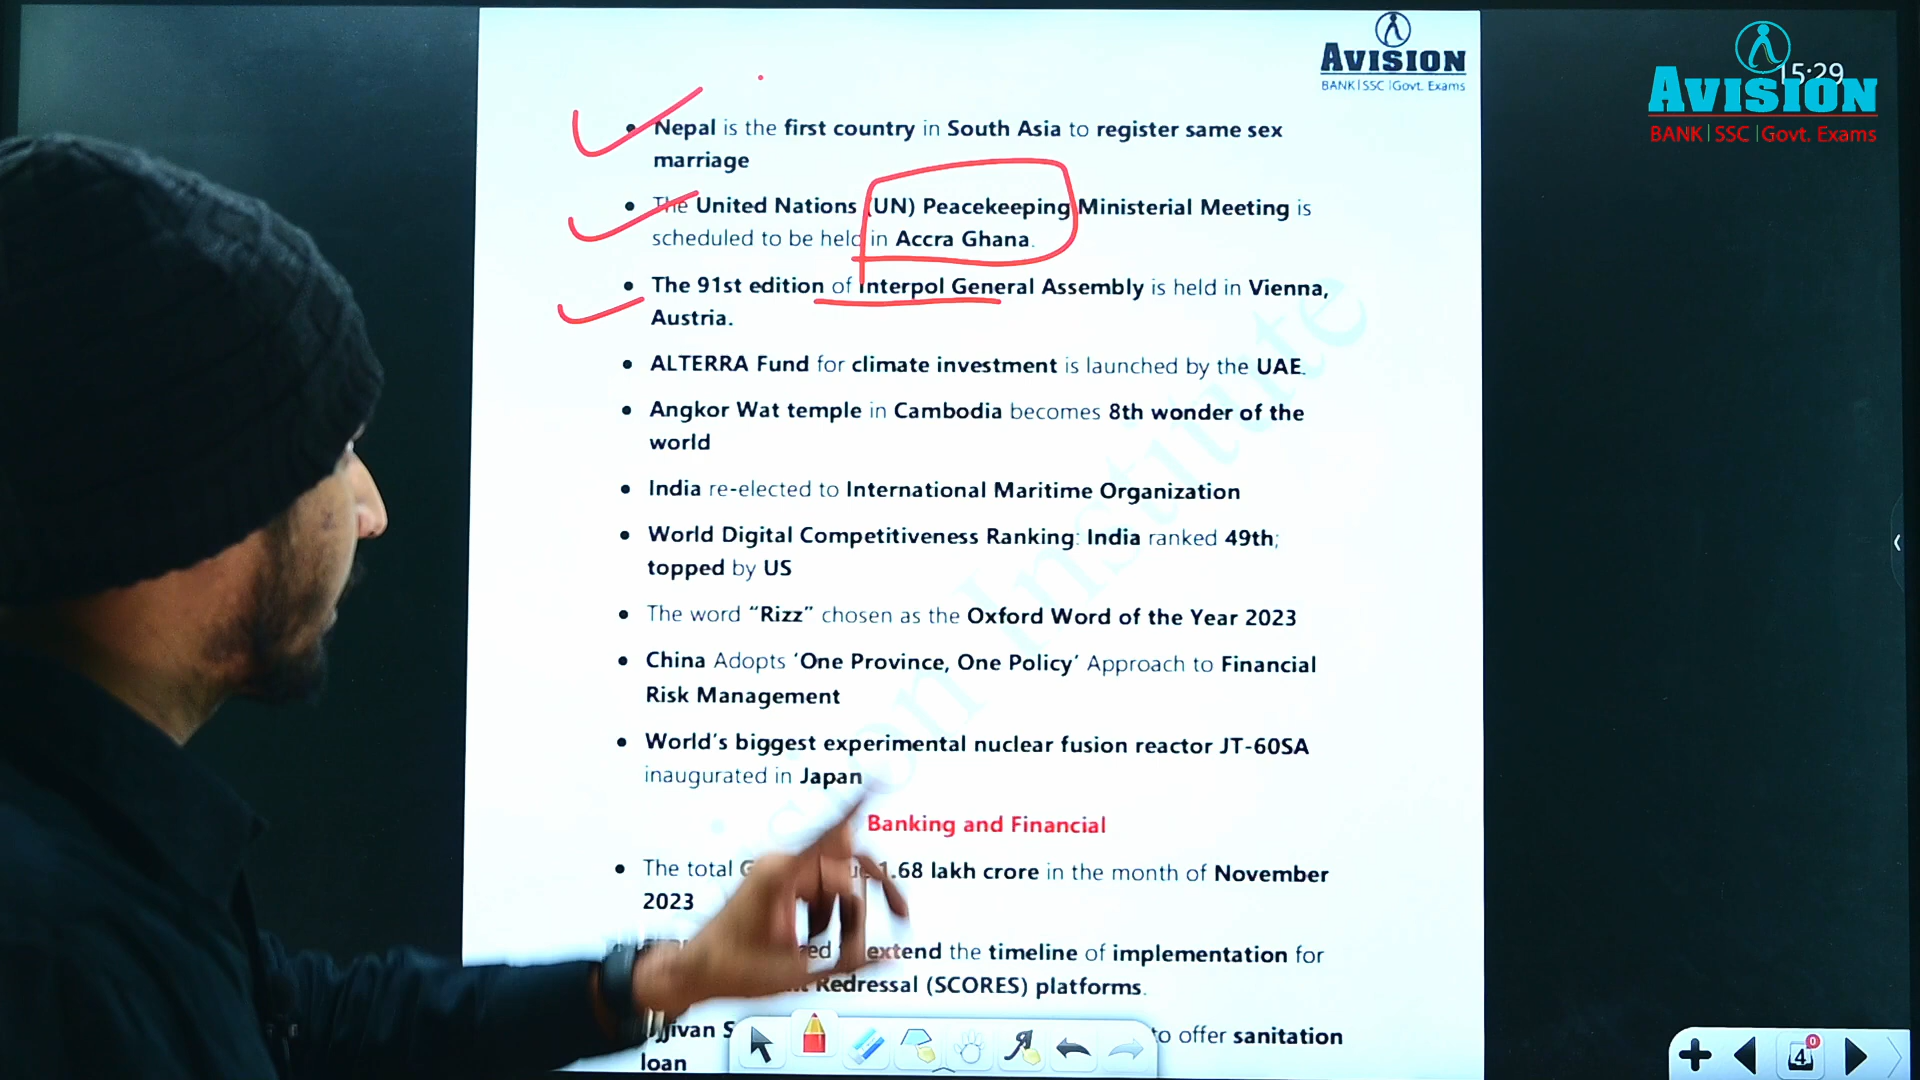 AVISION
BANK|SSC|Govt. Exams
15:29
AVISION
BANK|SSC|Govt. Exams
• Nepal is the first country in South Asia to register same sex
marriage
• The United Nations (UN) Peacekeeping Ministerial Meeting is
scheduled to be held in Accra Ghana.
• The 91st edition of Interpol General Assembly is held in Vienna,
Austria.
• ALTERRA Fund for climate investment is launched by the UAE.
• Angkor Wat temple in Cambodia becomes 8th wonder of the
world
• India re-elected to International Maritime Organization
• World Digital Competitiveness Ranking: India ranked 49th;
topped by US
• The word “Rizz” chosen as the Oxford Word of the Year 2023
• China Adopts ‘One Province, One Policy’ Approach to Financial
Risk Management
• World's biggest experimental nuclear fusion reactor JT-60SA
inaugurated in Japan
Banking and Financial
• The total 1.68 lakh crore in the month of November
2023
extend the timeline of implementation for
Redressal (SCORES) platforms.
to offer sanitation
loan
Institute
4
0